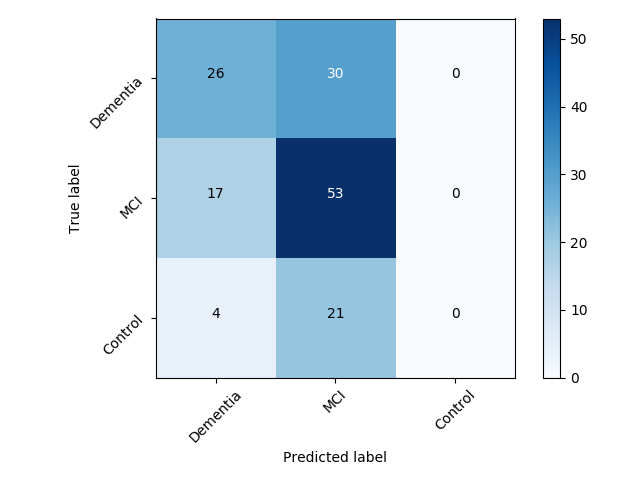 Dementia 26 30 0
MCI 17 53 0
Control 4 21 0
Dementia MCI Control
True label
Predicted label
50
40
30
20
10
0